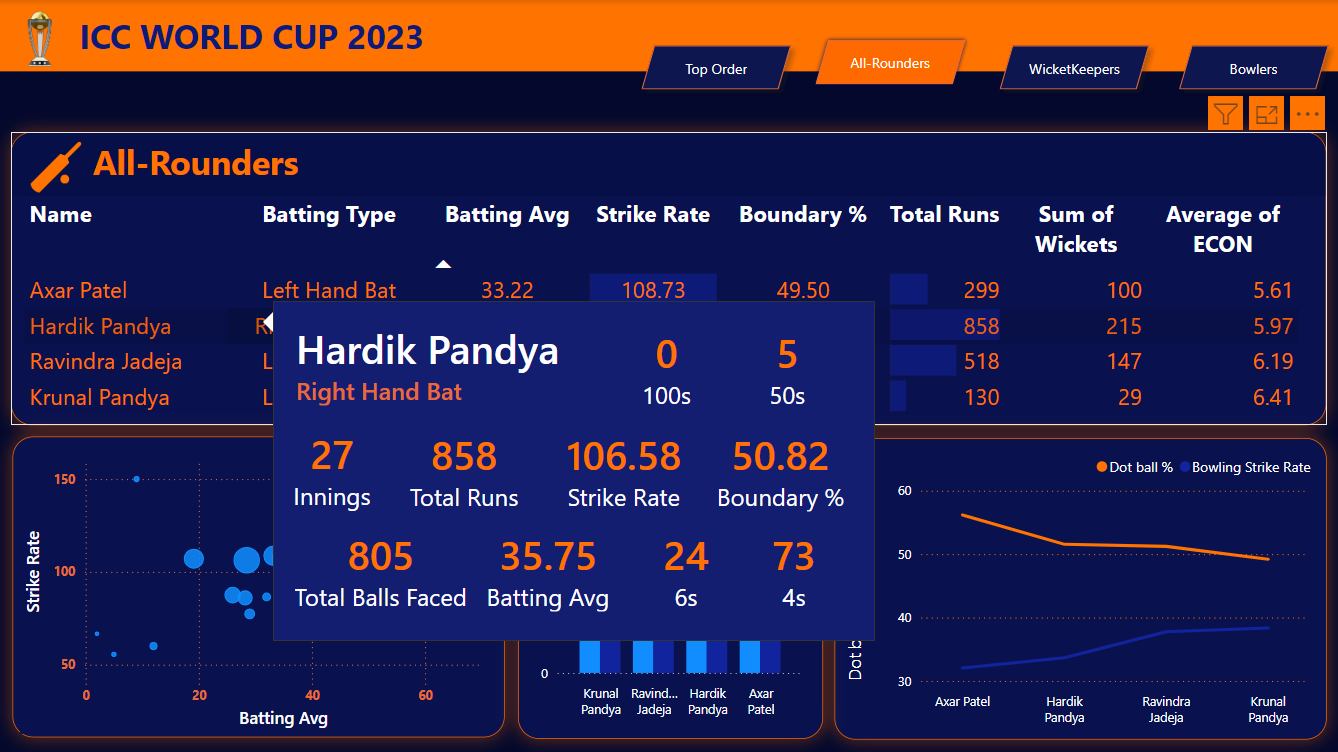 ICC WORLD CUP 2023
Top Order
All-Rounders
WicketKeepers
Bowlers
All-Rounders
Name Batting Type Batting Avg Strike Rate Boundary % Total Runs Sum of Wickets Average of ECON
Axar Patel Left Hand Bat 33.22 108.73 49.50 299 100 5.61
Hardik Pandya 858 215 5.97
Ravindra Jadeja 518 147 6.19
Krunal Pandya 130 29 6.41
Hardik Pandya
Right Hand Bat
0 5
100s 50s
27 858 106.58 50.82
Innings Total Runs Strike Rate Boundary %
805 35.75 24 73
Total Balls Faced Batting Avg 6s 4s
Strike Rate
150
100
50
0 20 40 60
Batting Avg
0
Krunal Pandya
Ravind... Jadeja
Hardik Pandya
Axar Patel
Dot ball % Bowling Strike Rate
60
50
40
30
Dot
Axar Patel
Hardik Pandya
Ravindra Jadeja
Krunal Pandya